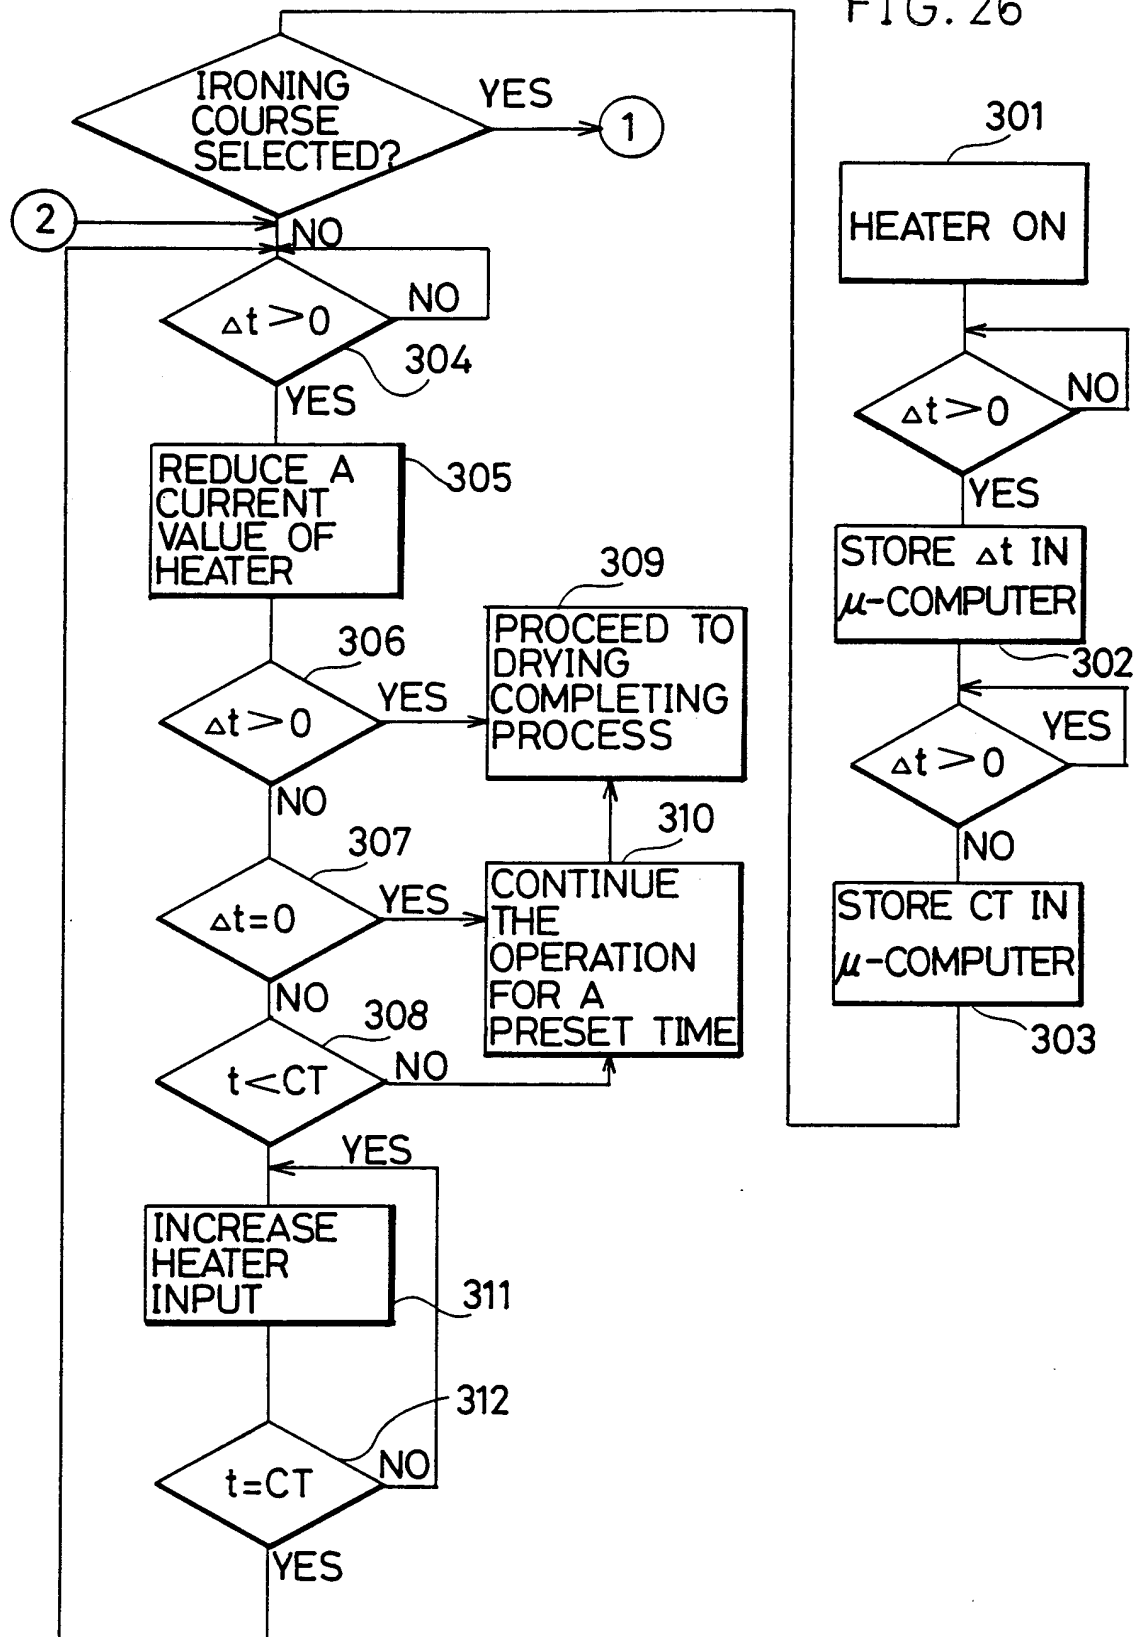 FIG. 26
IRONING
COURSE
SELECTED?
YES
1
2
NO
Δt>0
NO
304
YES
REDUCE A
CURRENT
VALUE OF
HEATER
305
306
Δt>0
YES
NO
309
PROCEED TO
DRYING
COMPLETING
PROCESS
307
Δt=0
YES
NO
310
CONTINUE
THE
OPERATION
FOR A
PRESET TIME
308
t<CT
NO
YES
INCREASE
HEATER
INPUT
311
312
t=CT
NO
YES
301
HEATER ON
Δt>0
NO
YES
STORE Δt IN
μ-COMPUTER
302
Δt>0
YES
NO
STORE CT IN
μ-COMPUTER
303